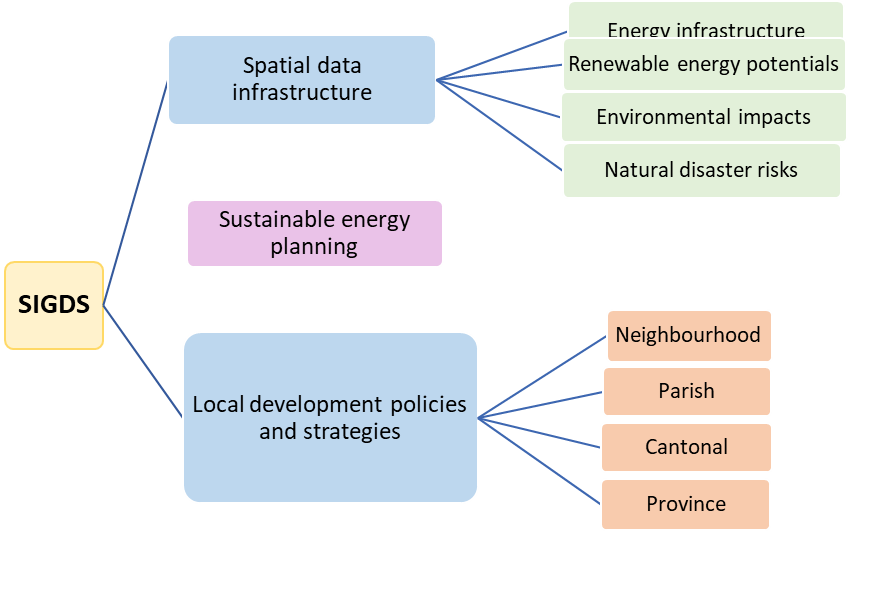 Energy infrastructure
Spatial data
infrastructure
Renewable energy potentials
Environmental impacts
Natural disaster risks
Sustainable energy
planning
SIGDS
Neighbourhood
Parish
Local development policies
and strategies
Cantonal
Province